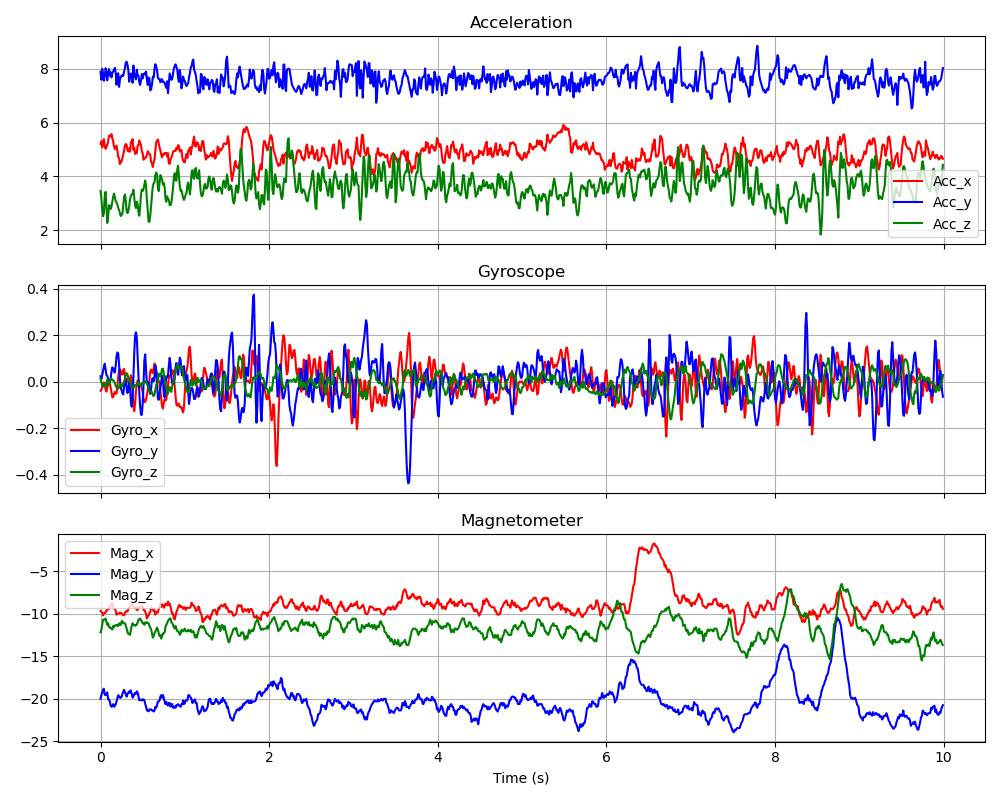 Acceleration
8
6
4
2
Acc_x
Acc_y
Acc_z
Gyroscope
0.4
0.2
0.0
−0.2
−0.4
Gyro_x
Gyro_y
Gyro_z
Magnetometer
−5
−10
−15
−20
−25
Mag_x
Mag_y
Mag_z
0 2 4 6 8 10
Time (s)